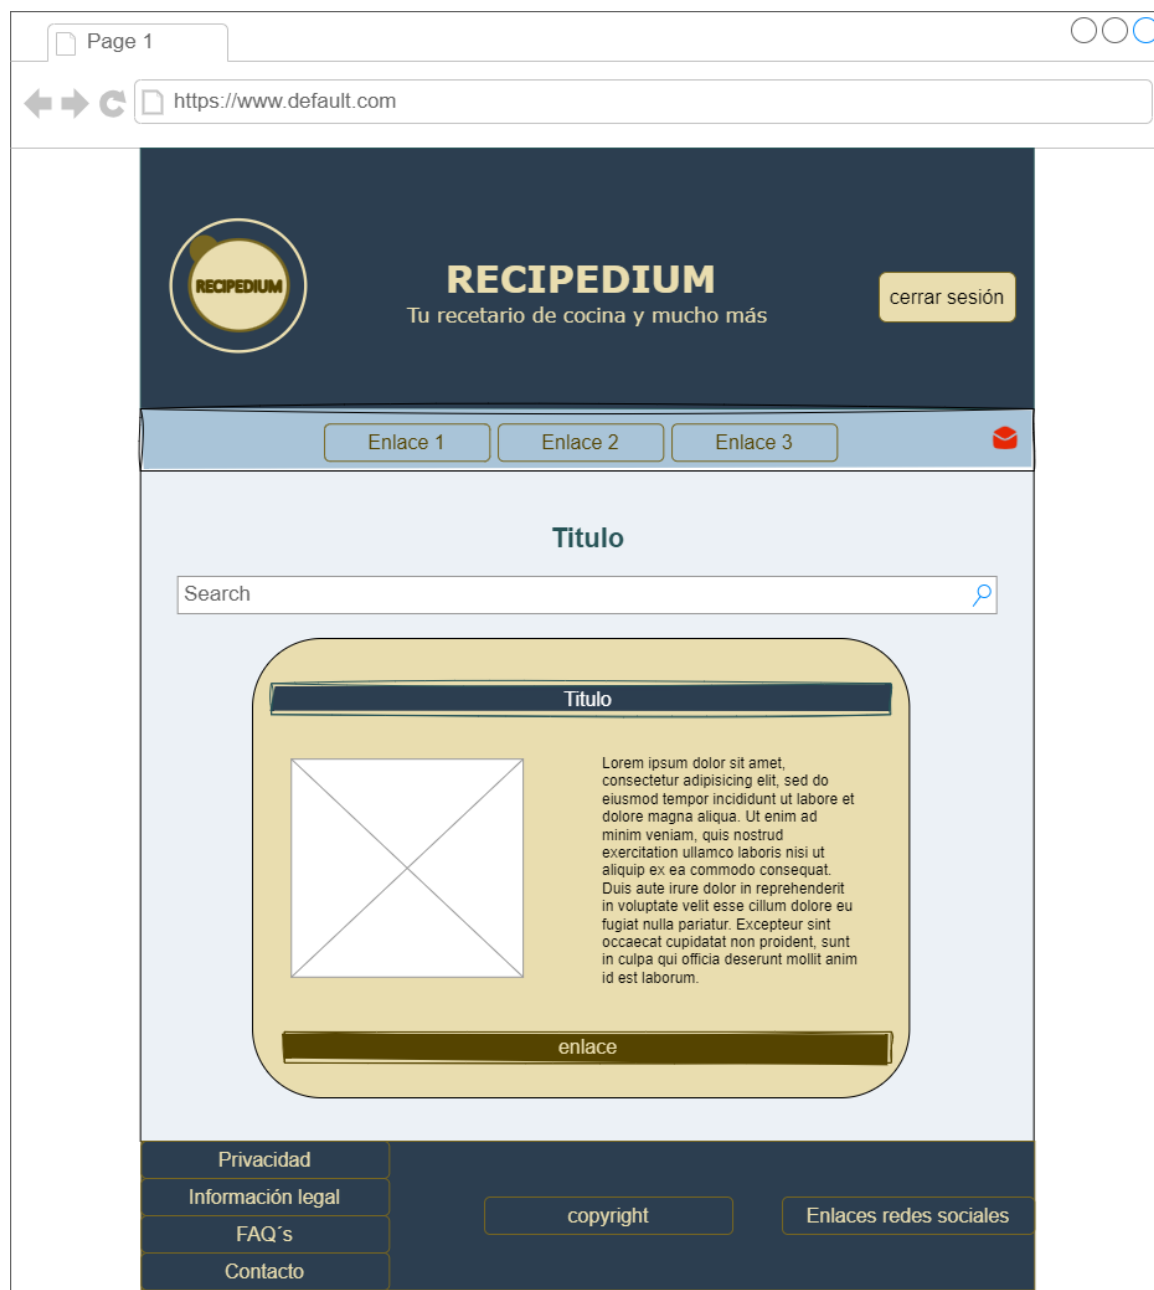 Page 1
https://www.default.com
RECIPEDIUM
RECIPEDIUM
Tu recetario de cocina y mucho más
cerrar sesión
Enlace 1
Enlace 2
Enlace 3
Titulo
Search
Titulo
Lorem ipsum dolor sit amet,
consectetur adipisicing elit, sed do
eiusmod tempor incididunt ut labore et
dolore magna aliqua. Ut enim ad
minim veniam, quis nostrud
exercitation ullamco laboris nisi ut
aliquip ex ea commodo consequat.
Duis aute irure dolor in reprehenderit
in voluptate velit esse cillum dolore eu
fugiat nulla pariatur. Excepteur sint
occaecat cupidatat non proident, sunt
in culpa qui officia deserunt mollit anim
id est laborum.
enlace
Privacidad
Información legal
FAQ´s
Contacto
copyright
Enlaces redes sociales